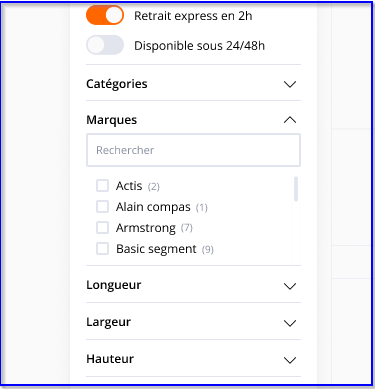 Retrait express en 2h
Disponible sous 24/48h
Catégories
Marques
Rechercher
Actis (2)
Alain compas (1)
Armstrong (7)
Basic segment (9)
Longueur
Largeur
Hauteur